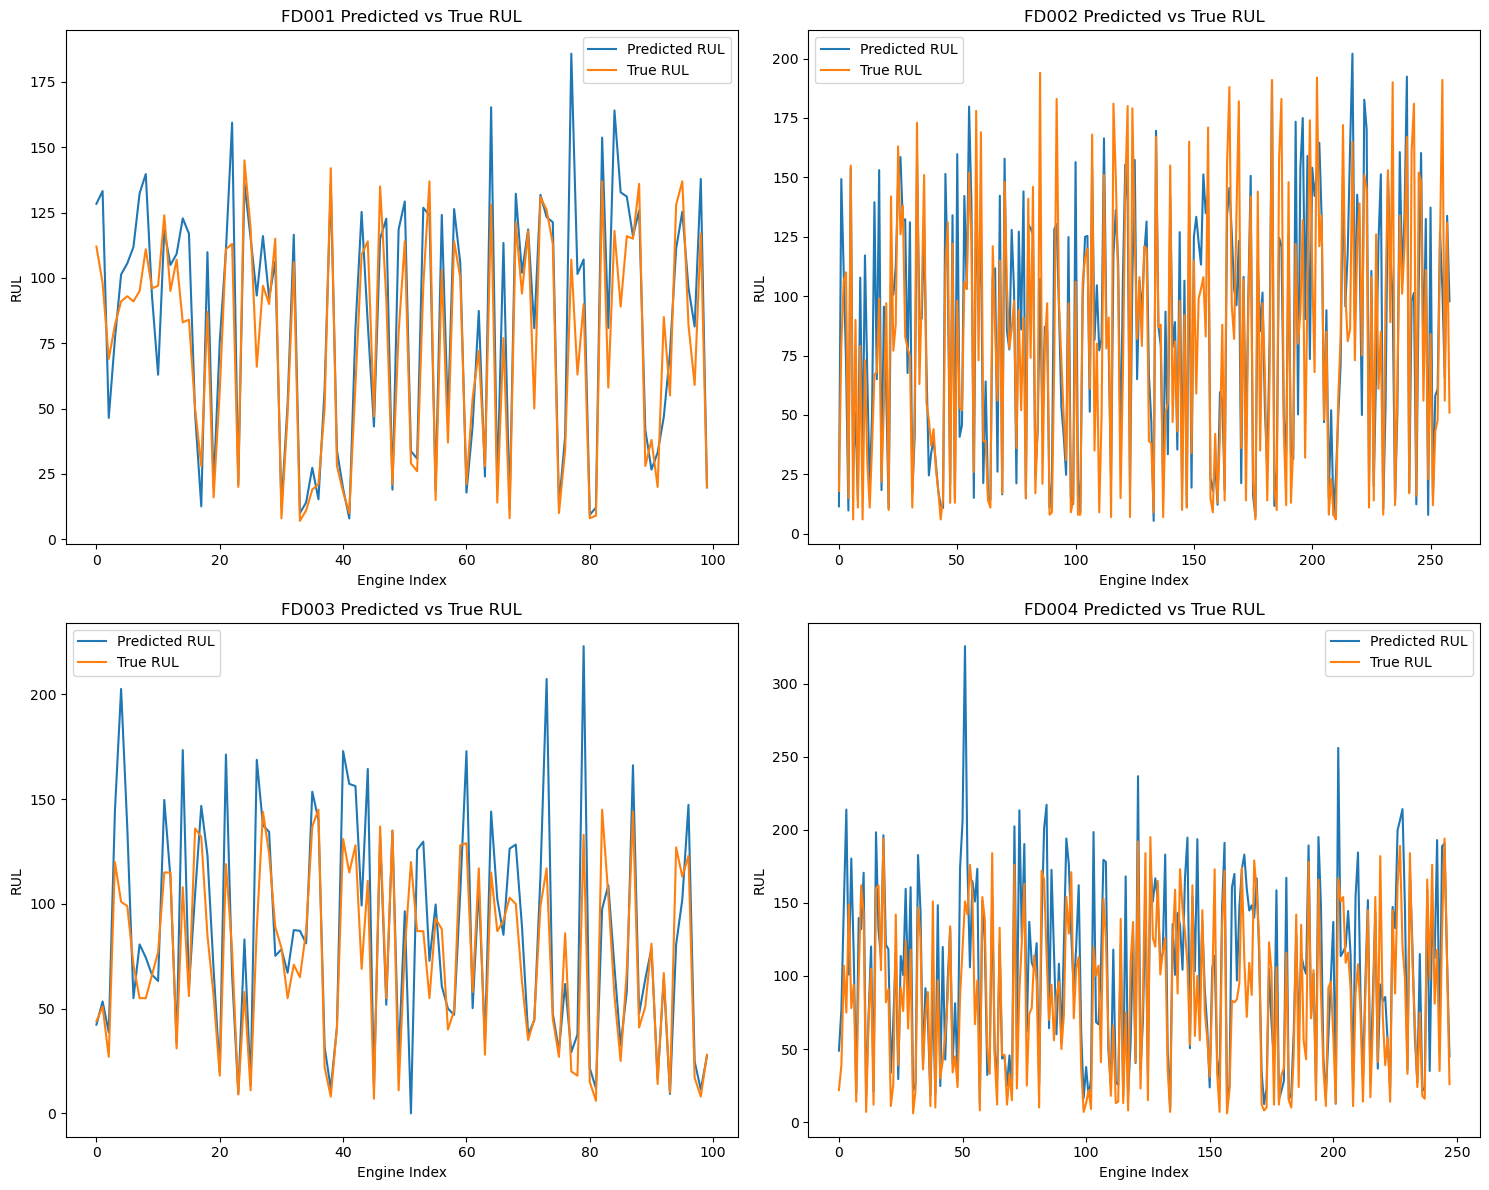 FD001 Predicted vs True RUL
Predicted RUL
True RUL
175
150
125
100
75
50
25
0
RUL
0
20
40
60
80
100
Engine Index
FD002 Predicted vs True RUL
Predicted RUL
True RUL
200
175
150
125
100
75
50
25
0
RUL
0
50
100
150
200
250
Engine Index
FD003 Predicted vs True RUL
Predicted RUL
True RUL
200
150
100
50
0
RUL
0
20
40
60
80
100
Engine Index
FD004 Predicted vs True RUL
Predicted RUL
True RUL
300
250
200
150
100
50
0
RUL
0
50
100
150
200
250
Engine Index